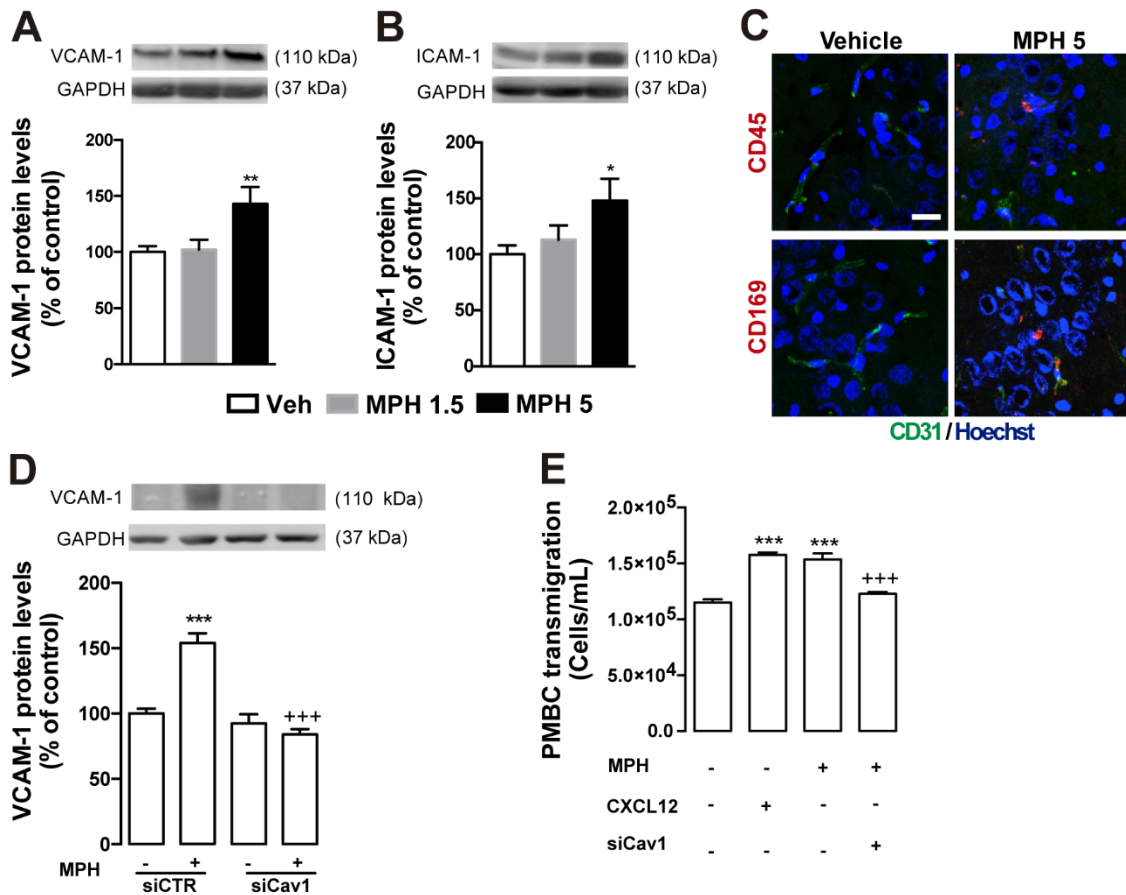 A
VCAM-1 (110 kDa)
GAPDH (37 kDa)
VCAM-1 protein levels
(% of control)
200
150
100
50
0
**
B
ICAM-1 (110 kDa)
GAPDH (37 kDa)
ICAM-1 protein levels
(% of control)
200
150
100
50
0
*
Veh MPH 1.5 MPH 5
C
Vehicle MPH 5
CD45
CD169
CD31 / Hoechst
D
VCAM-1 (110 kDa)
GAPDH (37 kDa)
VCAM-1 protein levels
(% of control)
200
150
100
50
0
***
+++
MPH - + - +
siCTR siCav1
E
PMBC transmigration
(Cells/mL)
2.0×10⁵
1.5×10⁵
1.0×10⁵
5.0×10⁴
0.0
*** ***
+++
MPH - - + +
CXCL12 - + - -
siCav1 - - - +